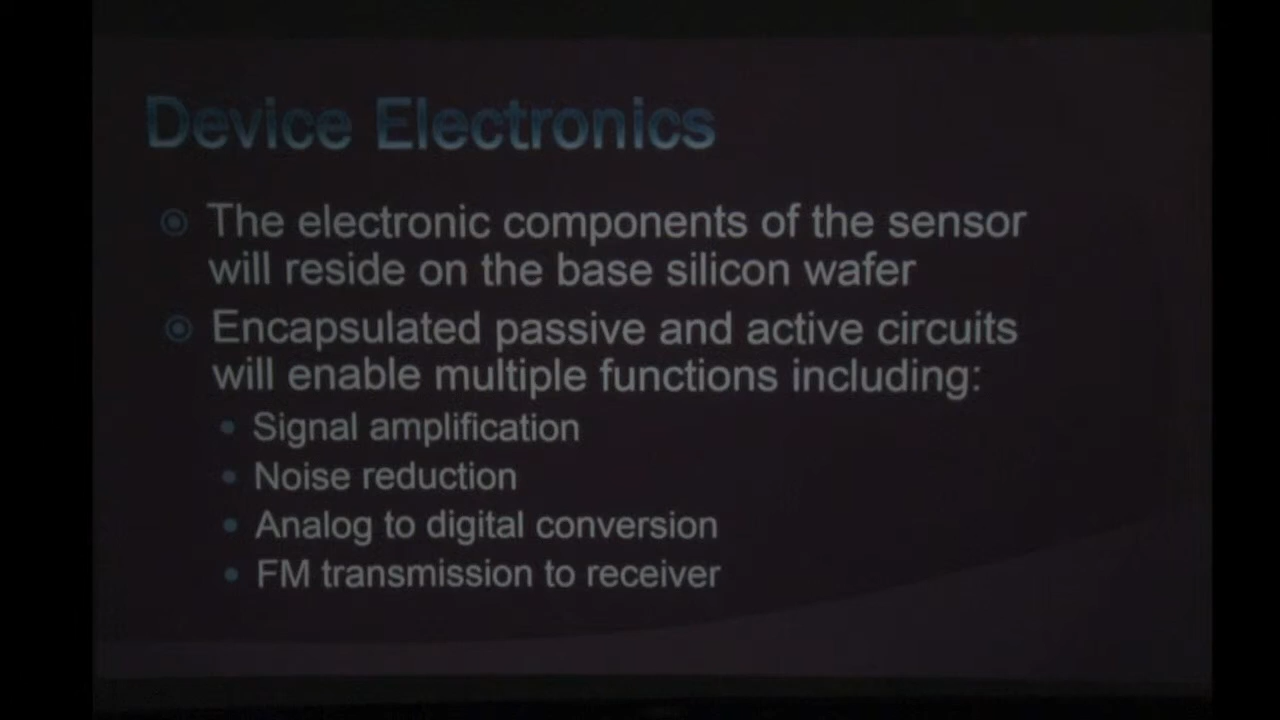 Device Electronics
The electronic components of the sensor
will reside on the base silicon wafer
Encapsulated passive and active circuits
will enable multiple functions including:
Signal amplification
Noise reduction
Analog to digital conversion
FM transmission to receiver